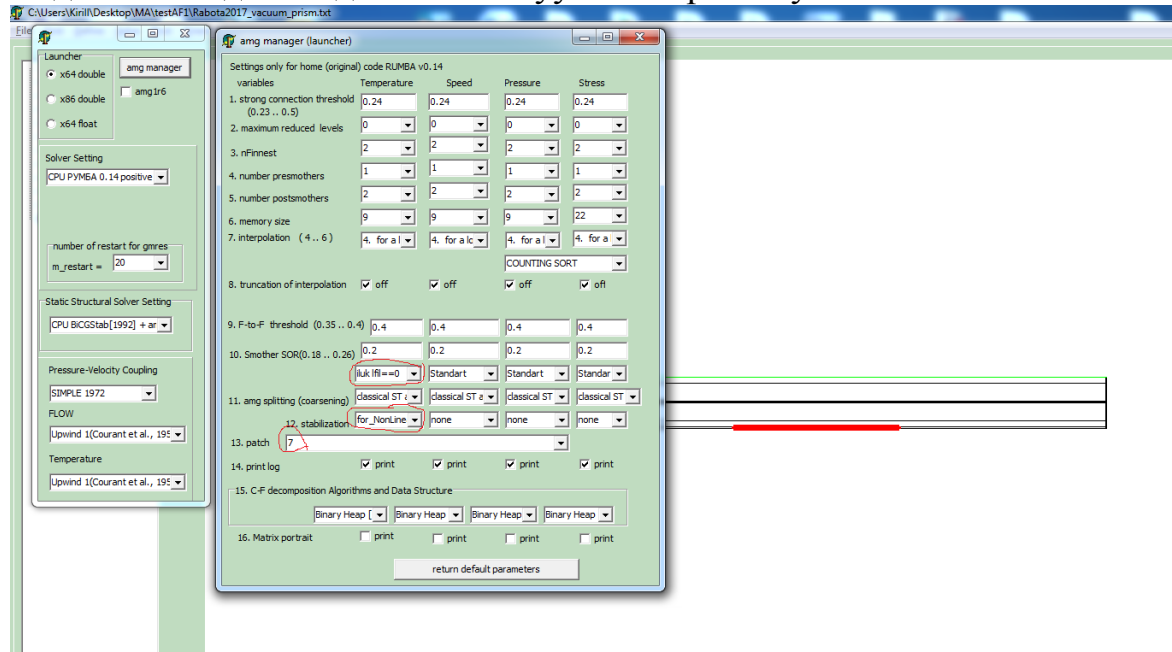 C:\Users\Kirill\Desktop\MA\testAF1\Rabota2017_vacuum_prism.txt
File
Launcher
x64 double
amg manager
x86 double
amg1r6
x64 float
Solver Setting
CPU РУМБА 0.14 positive
number of restart for gmres
m_restart =
20
Static Structural Solver Setting
CPU BiCGStab[1992] + ar
Pressure-Velocity Coupling
SIMPLE 1972
FLOW
Upwind 1(Courant et al., 195
Temperature
Upwind 1(Courant et al., 195
amg manager (launcher)
Settings only for home (original) code RUMBA v0.14
variables Temperature Speed Pressure Stress
1. strong connection threshold 0.24 0.24 0.24 0.24
(0.23 .. 0.5)
2. maximum reduced levels 0 0 0 0
3. nFinnest 2 2 2 2
4. number presmothers 1 1 1 1
5. number postsmothers 2 2 2 2
6. memory size 9 9 9 22
7. interpolation ( 4 .. 6 ) 4. for a l 4. for a lc 4. for a l 4. for a
COUNTING SORT
8. truncation of interpolation off off off off
9. F-to-F threshold (0.35 .. 0.4) 0.4 0.4 0.4 0.4
10. Smother SOR(0.18 .. 0.26) 0.2 0.2 0.2 0.2
iluk lfil==0 Standart Standart Standar
11. amg splitting (coarsening) classical ST a classical ST a classical ST classical ST
12. stabilization for_NonLine none none none
13. patch 7
14. print log print print print print
15. C-F decomposition Algorithms and Data Structure
Binary Heap [ Binary Heap Binary Heap Binary Heap
16. Matrix portrait print print print print
return default parameters